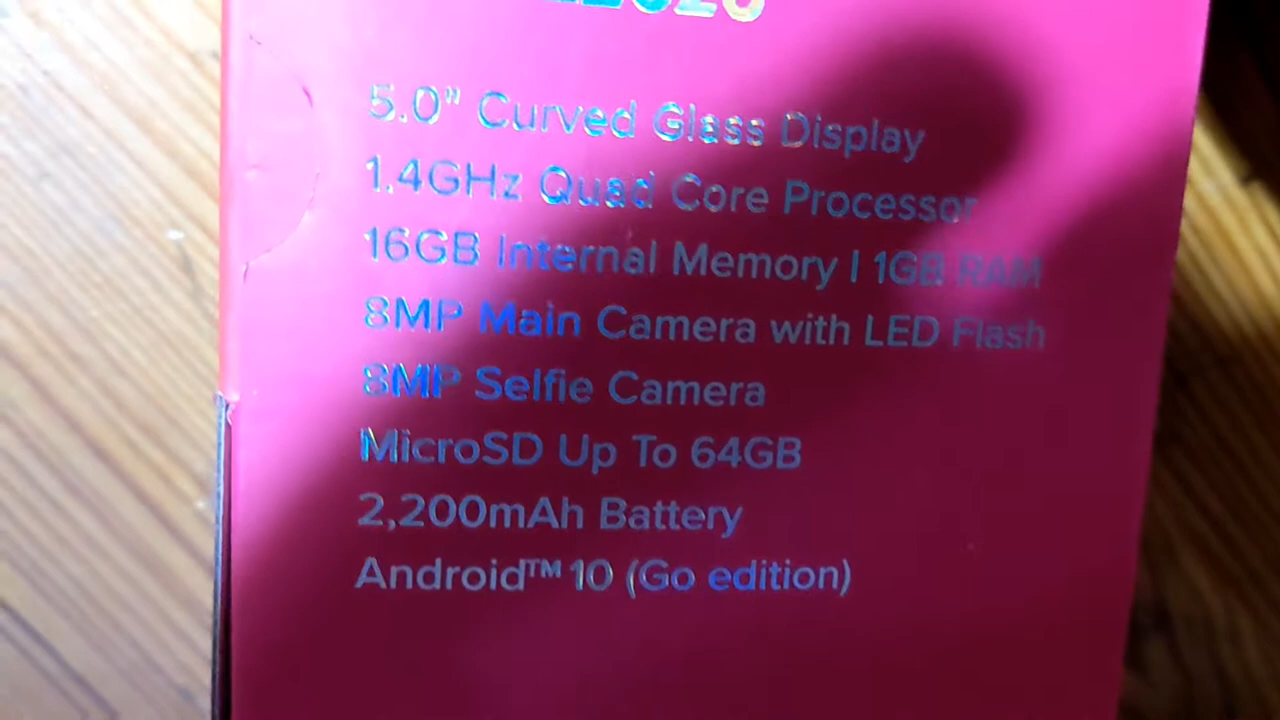 5.0" Curved Glass Display
1.4GHz Quad Core Processor
16GB Internal Memory | 1GB RAM
8MP Main Camera with LED Flash
8MP Selfie Camera
MicroSD Up To 64GB
2,200mAh Battery
Android™ 10 (Go edition)